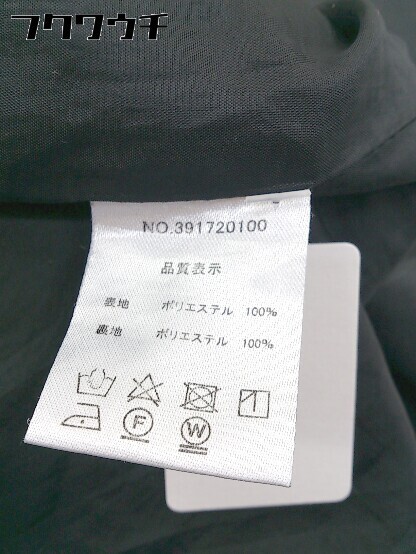 フクワウチ
NO.391720100
品質表示
表地 ポリエステル 100%
裏地 ポリエステル 100%
F W